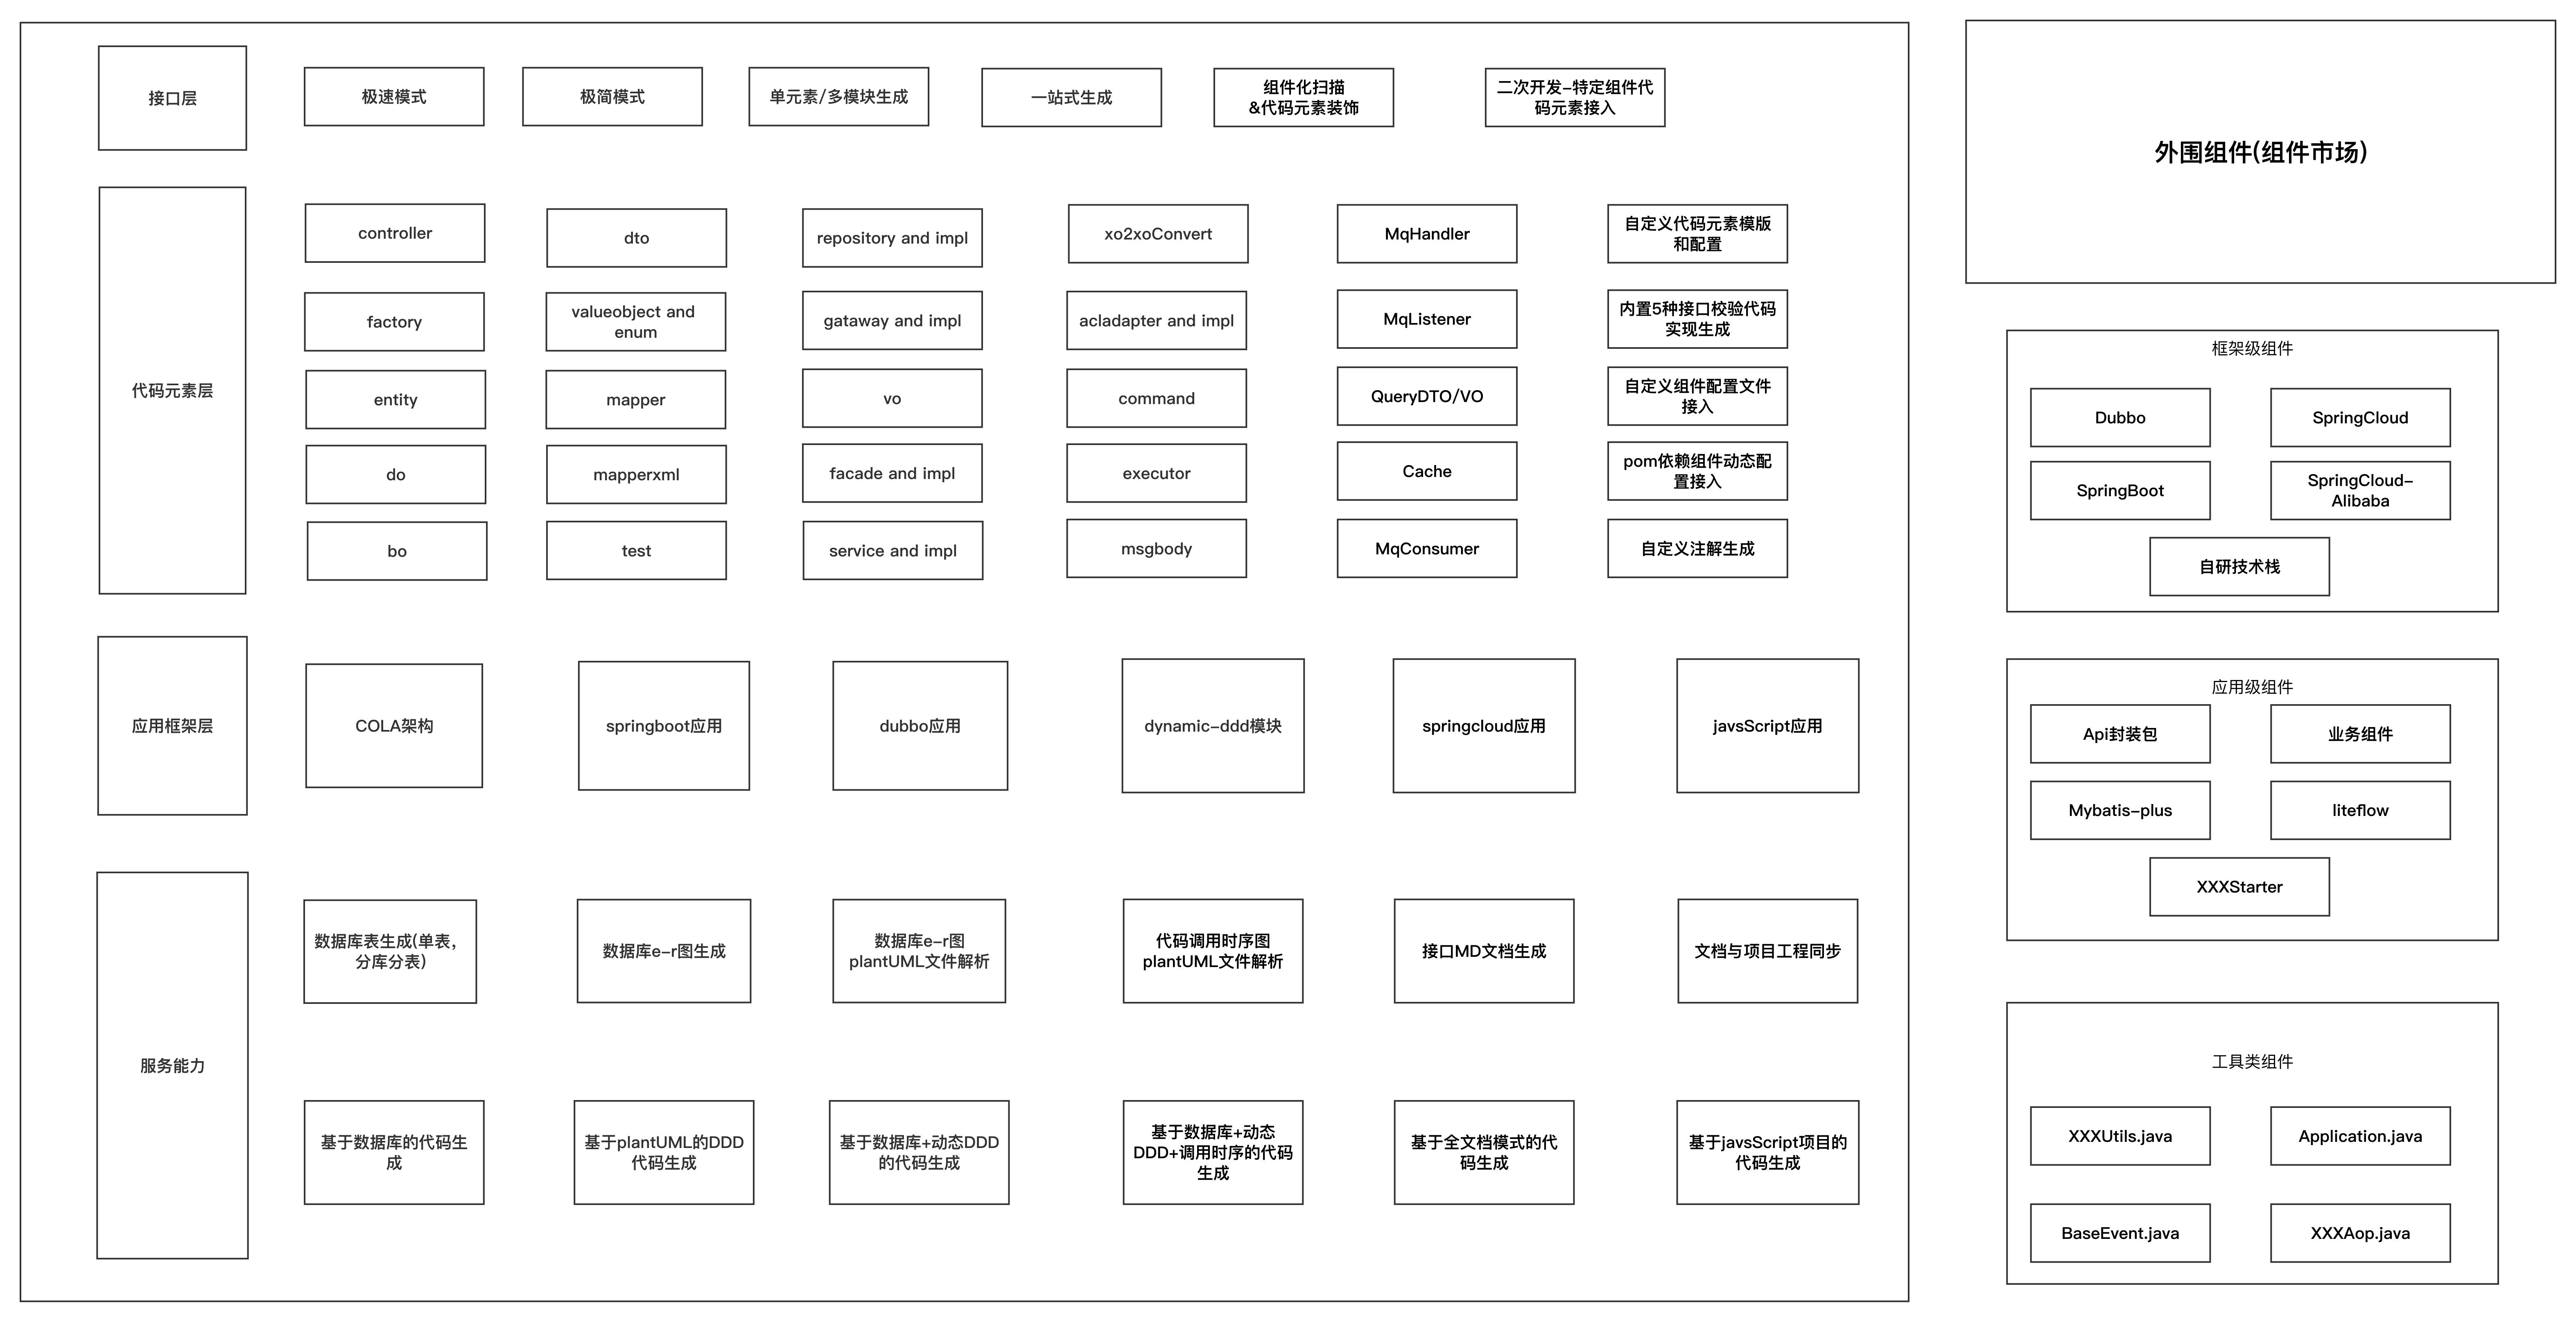 接口层
极速模式
极简模式
单元素/多模块生成
一站式生成
组件化扫描
&代码元素装饰
二次开发-特定组件代
码元素接入
代码元素层
controller
dto
repository and impl
xo2xoConvert
MqHandler
自定义代码元素模版
和配置
factory
valueobject and
enum
gataway and impl
acladapter and impl
MqListener
内置5种接口校验代码
实现生成
entity
mapper
vo
command
QueryDTO/VO
自定义组件配置文件
接入
do
mapperxml
facade and impl
executor
Cache
pom依赖组件动态配
置接入
bo
test
service and impl
msgbody
MqConsumer
自定义注解生成
应用框架层
COLA架构
springboot应用
dubbo应用
dynamic-ddd模块
springcloud应用
javsScript应用
服务能力
数据库表生成(单表，
分库分表)
数据库e-r图生成
数据库e-r图
plantUML文件解析
代码调用时序图
plantUML文件解析
接口MD文档生成
文档与项目工程同步
基于数据库的代码生
成
基于plantUML的DDD
代码生成
基于数据库+动态DDD
的代码生成
基于数据库+动态
DDD+调用时序的代码
生成
基于全文档模式的代
码生成
基于javsScript项目的
代码生成
外围组件(组件市场)
框架级组件
Dubbo
SpringCloud
SpringBoot
SpringCloud-
Alibaba
自研技术栈
应用级组件
Api封装包
业务组件
Mybatis-plus
liteflow
XXXStarter
工具类组件
XXXUtils.java
Application.java
BaseEvent.java
XXXAop.java